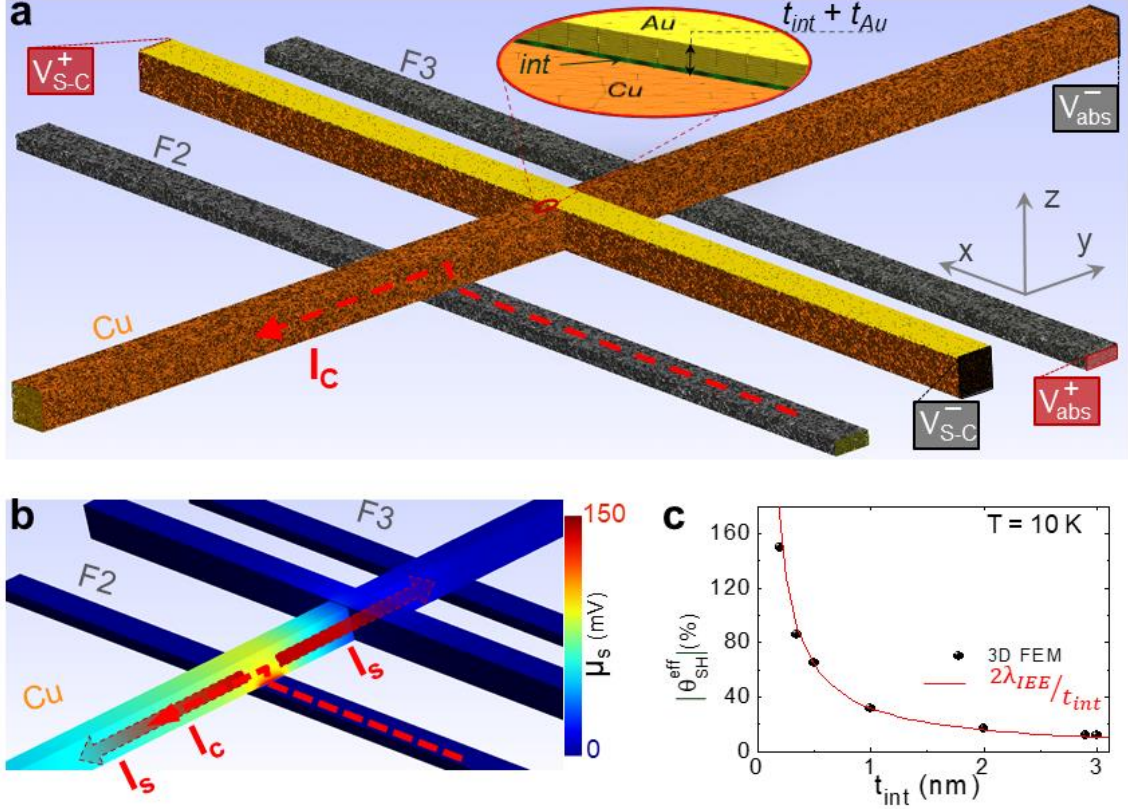 a
V⁺S-C
F3
F2
Au
int
Cu
t_int + t_Au
V⁻abs
z
x
y
Cu
I_C
V⁺abs
V⁻S-C
b
F3
F2
Cu
I_s
I_c
I_s
150
μ_s (mV)
0
c
T = 10 K
|θ^eff_SH|(%)
160
120
80
40
0
3D FEM
2λ_IEE/t_int
0
1
2
3
t_int (nm)